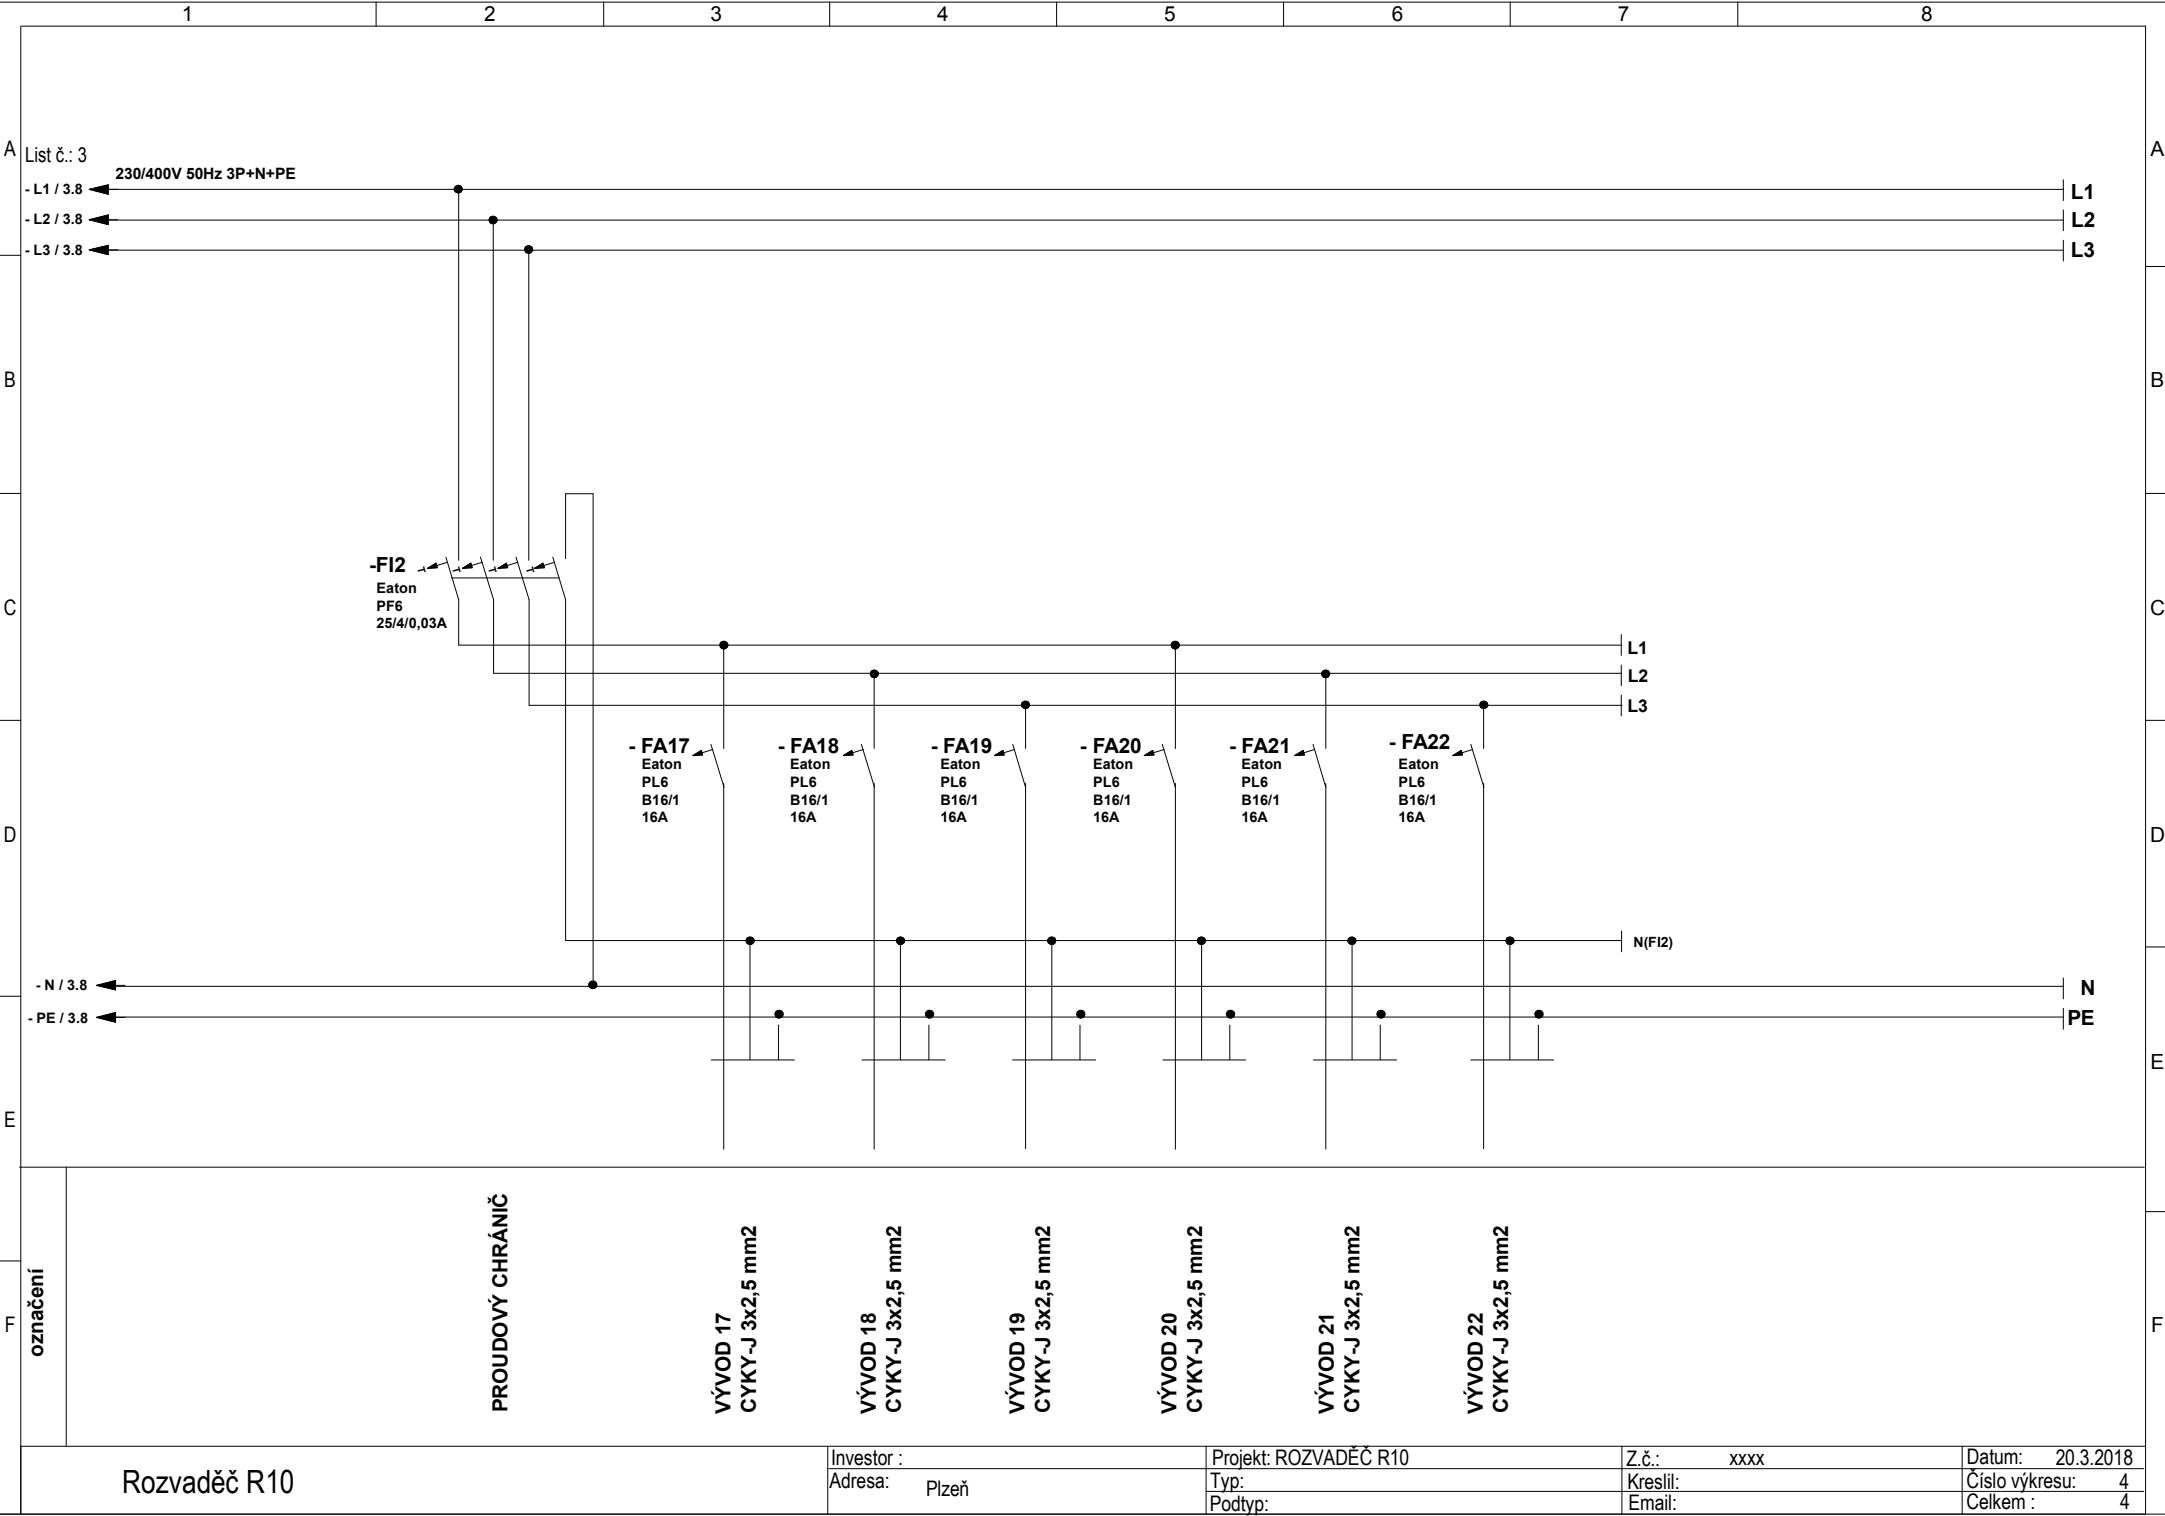 1 2 3 4 5 6 7 8
A List č.: 3 A
230/400V 50Hz 3P+N+PE
- L1 / 3.8 L1
- L2 / 3.8 L2
- L3 / 3.8 L3
B B
-FI2
Eaton
PF6
25/4/0,03A
C C
L1
L2
L3
- FA17
Eaton
PL6
B16/1
16A
- FA18
Eaton
PL6
B16/1
16A
- FA19
Eaton
PL6
B16/1
16A
- FA20
Eaton
PL6
B16/1
16A
- FA21
Eaton
PL6
B16/1
16A
- FA22
Eaton
PL6
B16/1
16A
D D
N(FI2)
- N / 3.8 N
- PE / 3.8 PE
E E
označení
F F
PROUDOVÝ CHRÁNIČ
VÝVOD 17
CYKY-J 3x2,5 mm2
VÝVOD 18
CYKY-J 3x2,5 mm2
VÝVOD 19
CYKY-J 3x2,5 mm2
VÝVOD 20
CYKY-J 3x2,5 mm2
VÝVOD 21
CYKY-J 3x2,5 mm2
VÝVOD 22
CYKY-J 3x2,5 mm2
Rozvaděč R10
Investor :
Adresa: Plzeň
Projekt: ROZVADĚČ R10
Typ:
Podtyp:
Z.č.: xxxx
Kreslil:
Email:
Datum: 20.3.2018
Číslo výkresu: 4
Celkem : 4